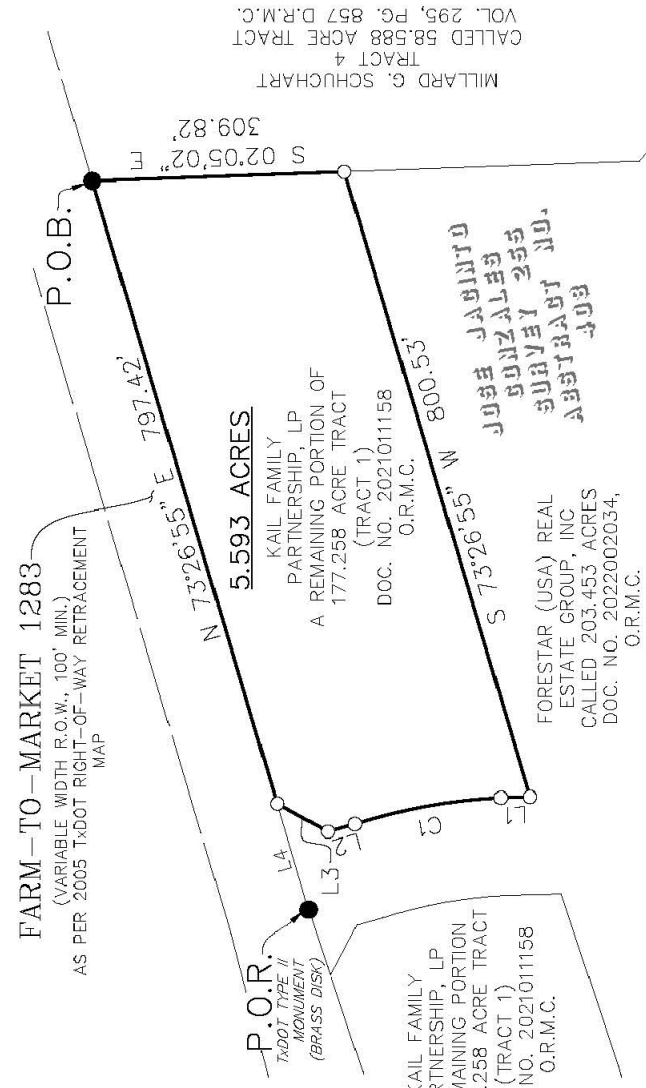 FARM-TO-MARKET 1283
(VARIABLE WIDTH R.O.W., 100' MIN.)
AS PER 2005 TxDOT RIGHT-OF-WAY RETRACEMENT
MAP
P.O.B.
N 73°26'55" E 797.42'
S 02°05'02" E
309.82'
MILLARD G. SCHUCHART
TRACT 4
CALLED 58.588 ACRE TRACT
VOL. 295, PG. 857 D.R.M.C.
5.593 ACRES
KAIL FAMILY
PARTNERSHIP, LP
A REMAINING PORTION OF
177.258 ACRE TRACT
(TRACT 1)
DOC. NO. 2021011158
O.R.M.C.
S 73°26'55" W 800.53'
JOSE JACINTO
GONZALES
SURVEY 255
ABSTRACT NO.
408
FORESTAR (USA) REAL
ESTATE GROUP, INC
CALLED 203.453 ACRES
DOC. NO. 2022002034,
O.R.M.C.
L4
L3
L2
C1
L1
P.O.R.
TxDOT TYPE II
MONUMENT
(BRASS DISK)
KAIL FAMILY
RTNERSHIP, LP
MAINING PORTION
.258 ACRE TRACT
(TRACT 1)
NO. 2021011158
O.R.M.C.